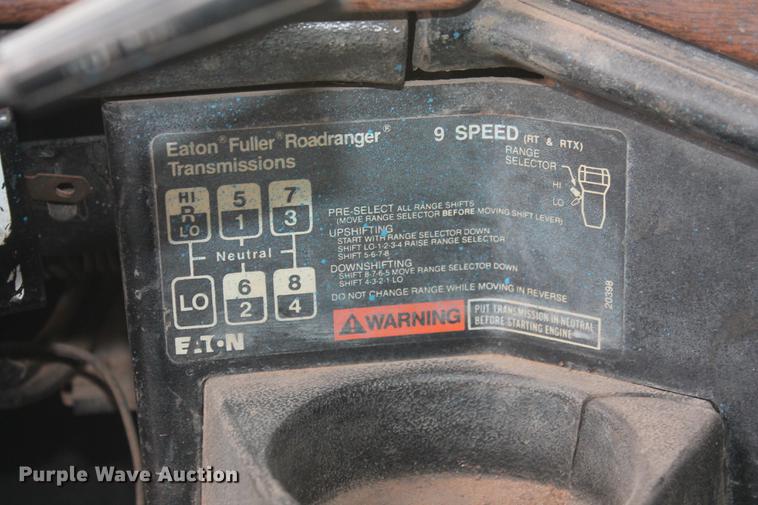 Eaton® Fuller® Roadranger® 9 SPEED (RT & RTX)
Transmissions
RANGE
SELECTOR
HI
LO
HI 5 7
R 1 3
LO
Neutral
LO 6 8
2 4
PRE-SELECT ALL RANGE SHIFTS
(MOVE RANGE SELECTOR BEFORE MOVING SHIFT LEVER)
UPSHIFTING
START WITH RANGE SELECTOR DOWN
SHIFT LO-1-2-3-4 RAISE RANGE SELECTOR
SHIFT 5-6-7-8
DOWNSHIFTING
SHIFT 8-7-6-5 MOVE RANGE SELECTOR DOWN
SHIFT 4-3-2-1 LO
DO NOT CHANGE RANGE WHILE MOVING IN REVERSE
20398
WARNING
PUT TRANSMISSION IN NEUTRAL
BEFORE STARTING ENGINE
EATON
Purple Wave Auction